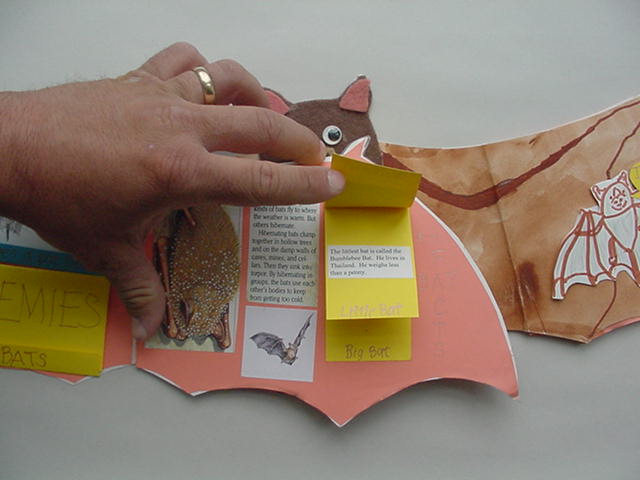 kinds of bats fly to where
the weather is warm. But
others hibernate.
Hibernating bats clump
together in hollow trees
and on the damp walls of
caves, mines, and cel-
lars. Then they sink into
torpor. By hibernating in
groups, the bats use each
other's bodies to keep
from getting too cold.
The littlest bat is called the
Bumblebee Bat. He lives in
Thailand. He weighs less
than a penny.
Little Bat
Big Bat
EMIES
BATS